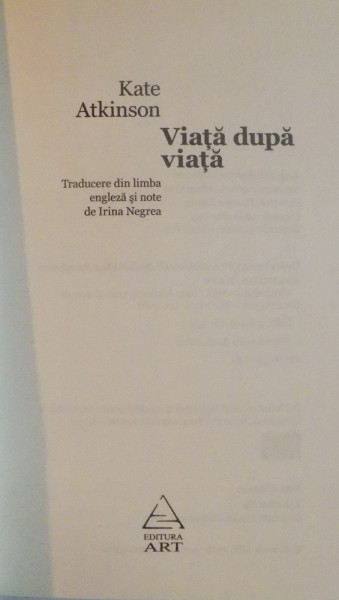 Kate
Atkinson
Viață după
viață
Traducere din limba
engleză și note
de Irina Negrea
EDITURA
ART